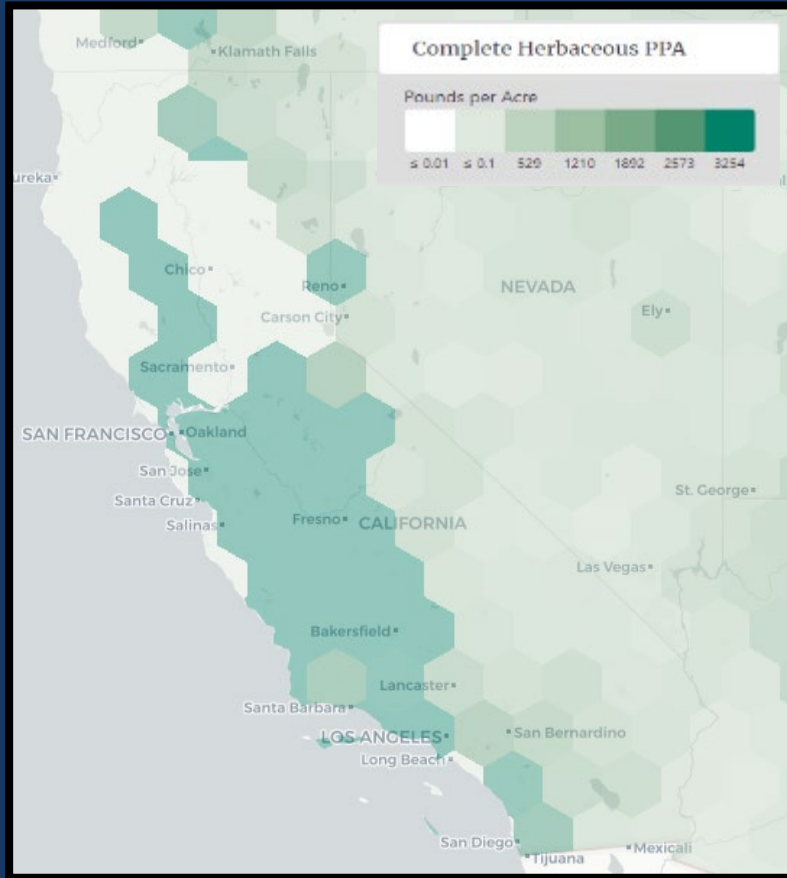 Medford
Klamath Falls
Complete Herbaceous PPA
Pounds per Acre
≤ 0.01 ≤ 0.1 529 1210 1892 2573 3254
ureka
Chico
Reno
NEVADA
Carson City
Ely
Sacramento
SAN FRANCISCO Oakland
San Jose
St. George
Santa Cruz
Salinas
Fresno
CALIFORNIA
Las Vegas
Bakersfield
Lancaster
Santa Barbara
LOS ANGELES
San Bernardino
Long Beach
San Diego
Mexicali
Tijuana